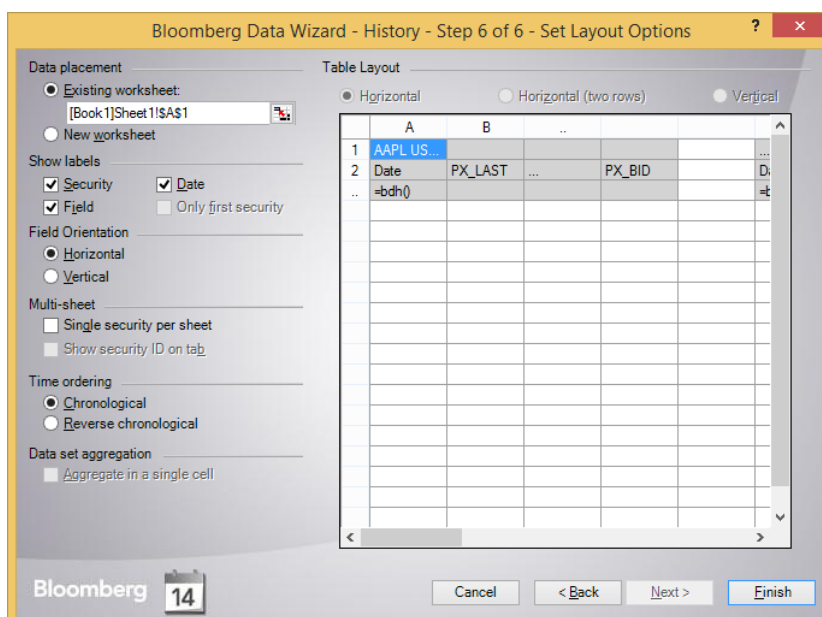 Bloomberg Data Wizard - History - Step 6 of 6 - Set Layout Options ? ×
Data placement
Existing worksheet:
[Book1]Sheet1!$A$1
New worksheet
Show labels
Security Date
Field Only first security
Field Orientation
Horizontal
Vertical
Multi-sheet
Single security per sheet
Show security ID on tab
Time ordering
Chronological
Reverse chronological
Data set aggregation
Aggregate in a single cell
Table Layout
Horizontal Horizontal (two rows) Vertical
A B ..
1 AAPL US... ...
2 Date PX_LAST ... PX_BID
.. =bdh()
Bloomberg 14
Cancel < Back Next > Finish